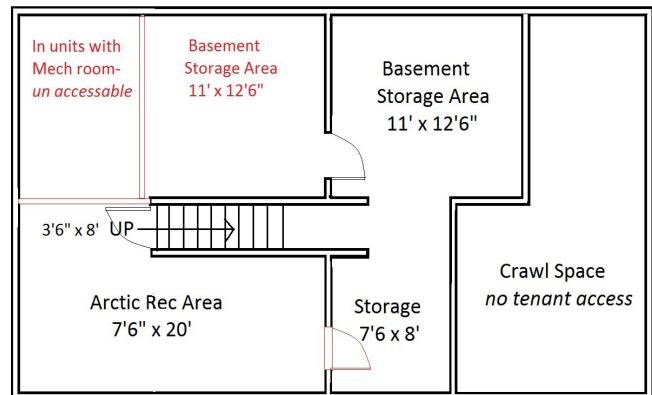 In units with
Mech room-
un accessable
Basement
Storage Area
11' x 12'6"
Basement
Storage Area
11' x 12'6"
3'6" x 8' UP
Arctic Rec Area
7'6" x 20'
Storage
7'6 x 8'
Crawl Space
no tenant access